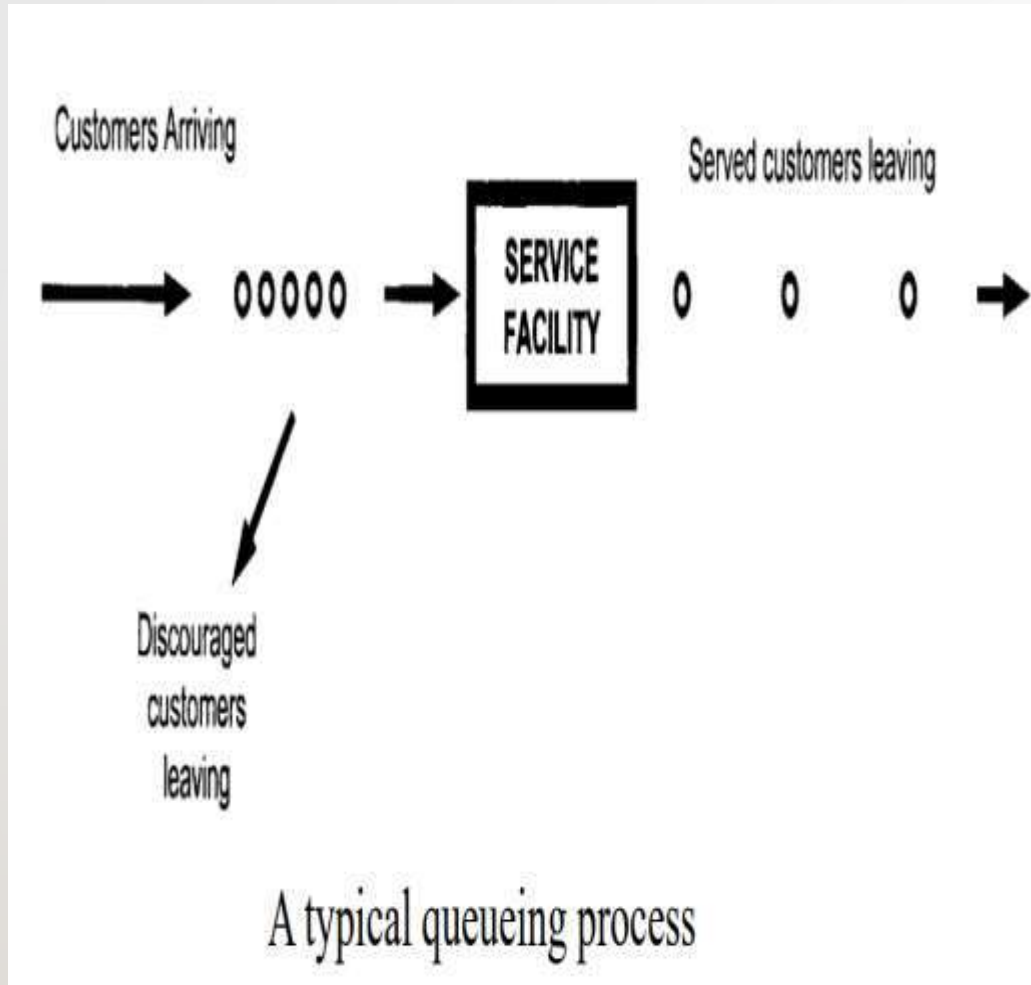 Customers Arriving
Served customers leaving
SERVICE
FACILITY
Discouraged
customers
leaving
A typical queueing process